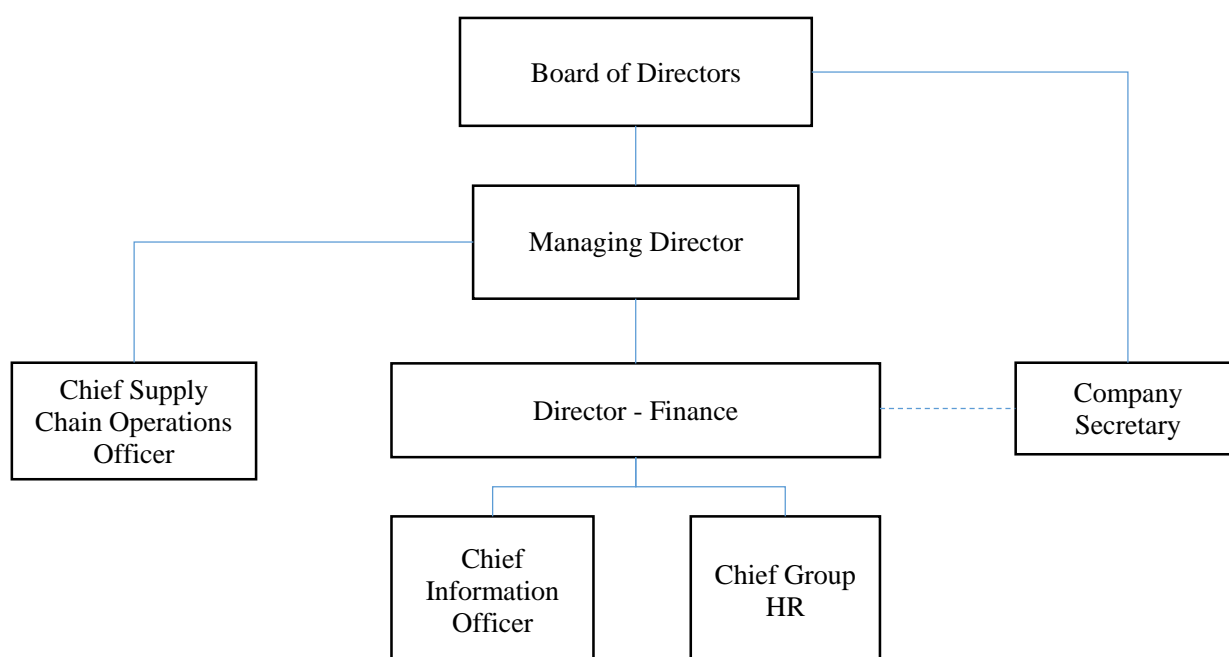 Board of Directors
Managing Director
Chief Supply
Chain Operations
Officer
Director - Finance
Company
Secretary
Chief
Information
Officer
Chief Group
HR